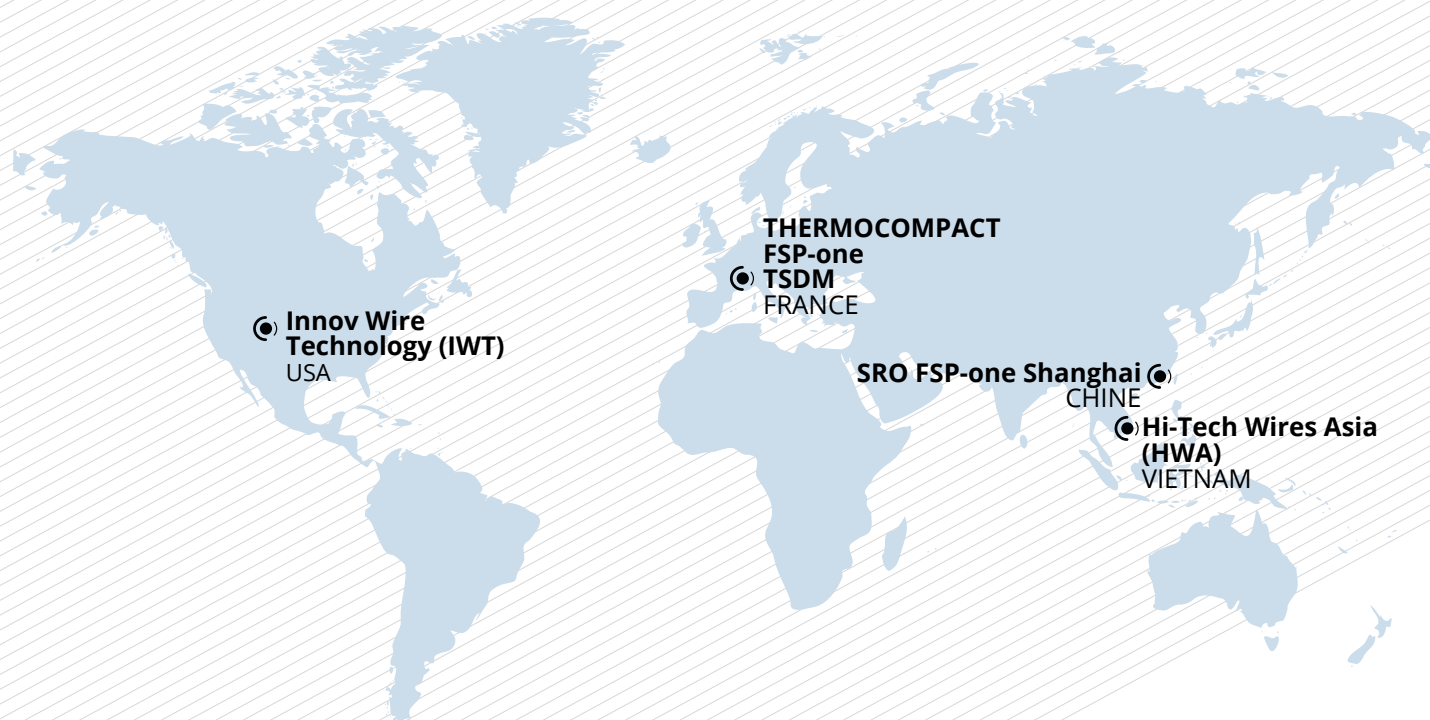 THERMOCOMPACT
FSP-one
TSDM
FRANCE
Innov Wire
Technology (IWT)
USA
SRO FSP-one Shanghai
CHINE
Hi-Tech Wires Asia
(HWA)
VIETNAM